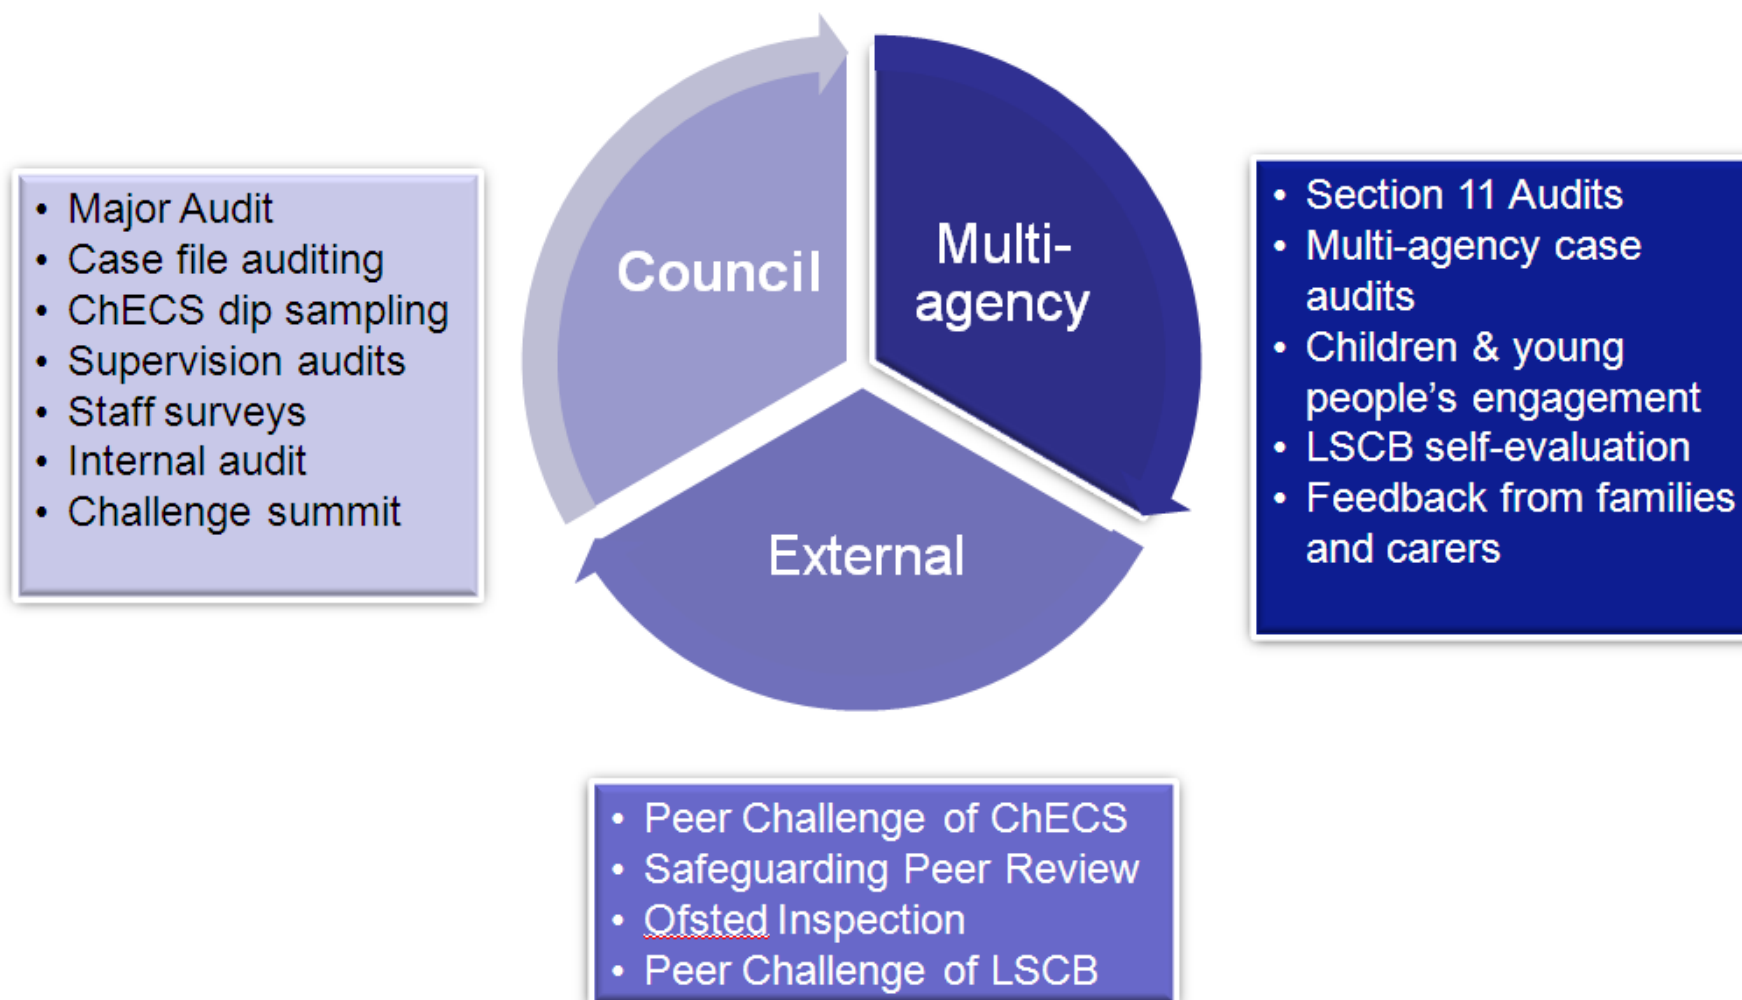 Council
Multi-
agency
External
• Major Audit
• Case file auditing
• ChECS dip sampling
• Supervision audits
• Staff surveys
• Internal audit
• Challenge summit
• Section 11 Audits
• Multi-agency case
audits
• Children & young
people's engagement
• LSCB self-evaluation
• Feedback from families
and carers
• Peer Challenge of ChECS
• Safeguarding Peer Review
• Ofsted Inspection
• Peer Challenge of LSCB